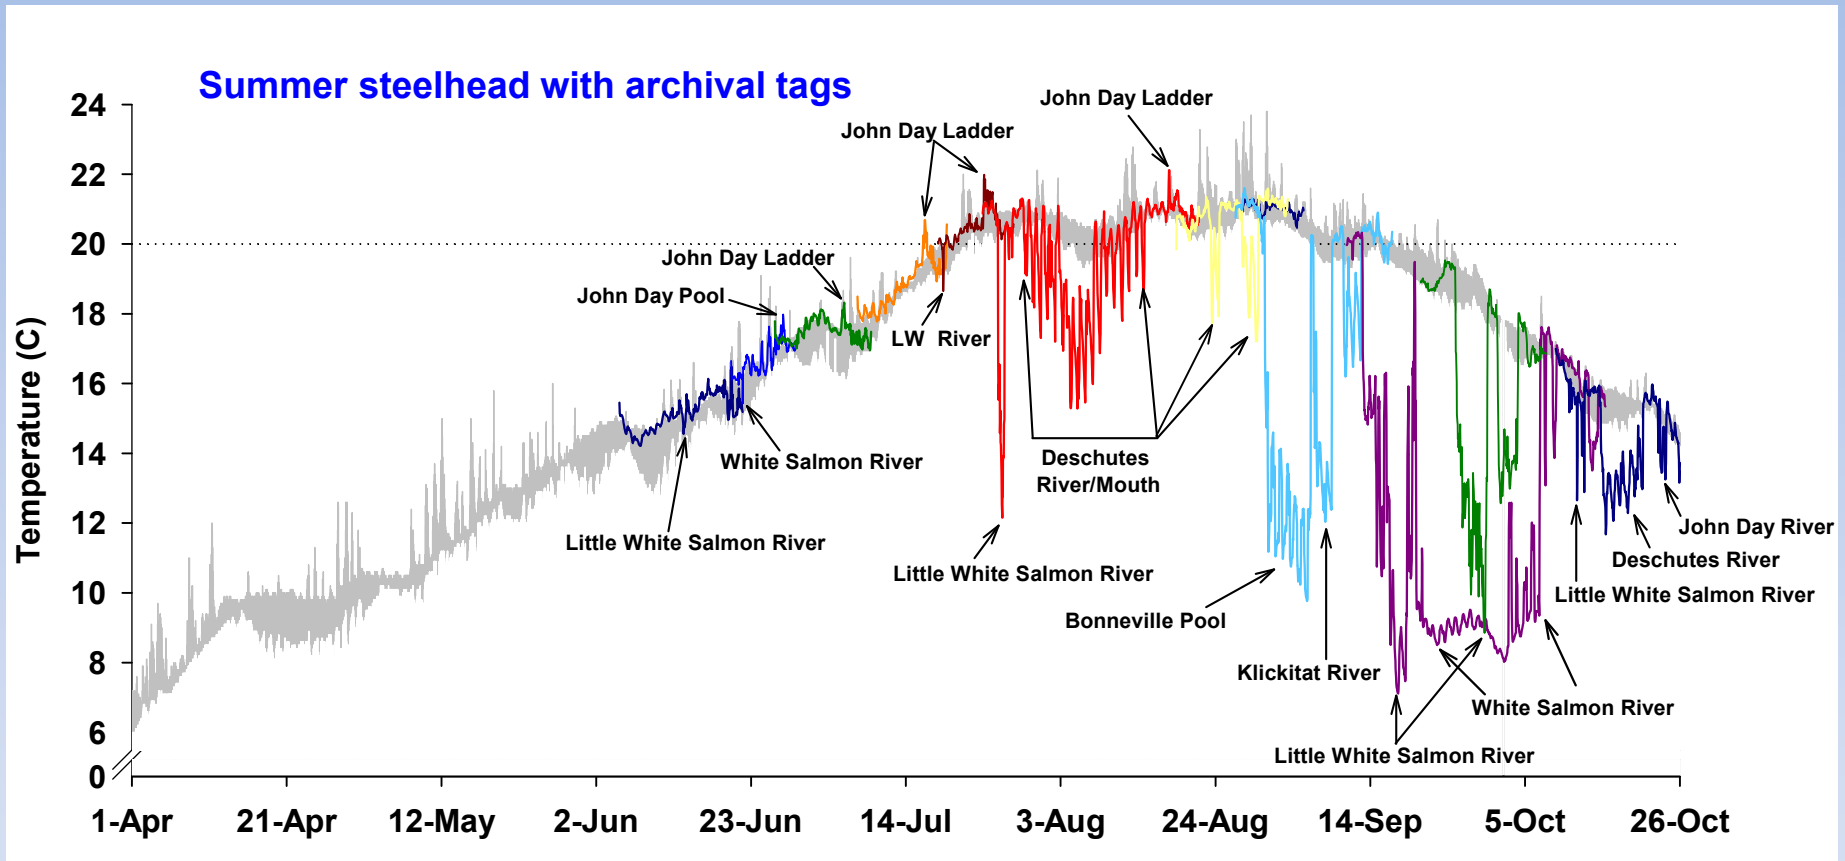 Summer steelhead with archival tags
Temperature (C)
24
22
20
18
16
14
12
10
8
6
0
1-Apr
21-Apr
12-May
2-Jun
23-Jun
14-Jul
3-Aug
24-Aug
14-Sep
5-Oct
26-Oct
John Day Ladder
John Day Ladder
John Day Ladder
John Day Pool
LW River
White Salmon River
Little White Salmon River
Deschutes
River/Mouth
Little White Salmon River
Bonneville Pool
Klickitat River
White Salmon River
Little White Salmon River
John Day River
Deschutes River
Little White Salmon River